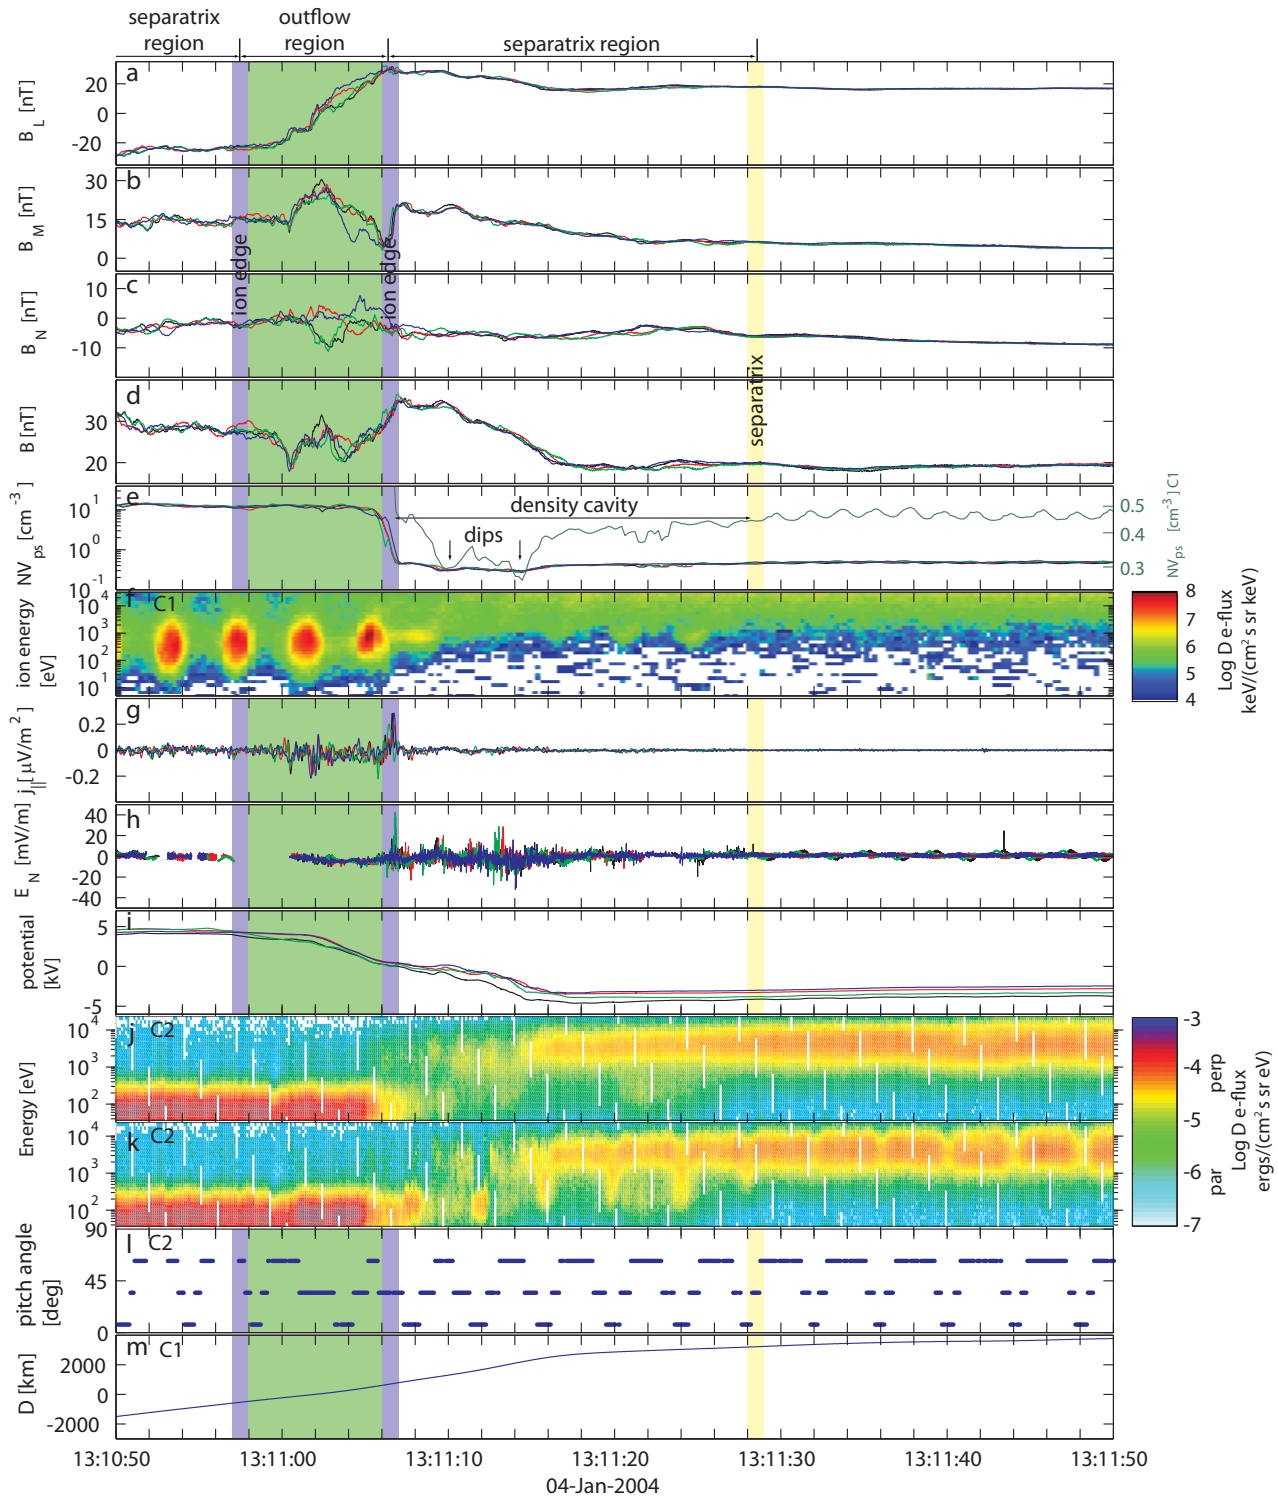 separatrix region
outflow region
separatrix region
a
B_L [nT]
20
0
-20
b
B_M [nT]
30
15
0
c
B_N [nT]
10
0
-10
ion edge
ion edge
d
B [nT]
30
20
separatrix
e
NV_ps [cm^-3]
10^1
10^0
10^-1
density cavity
dips
0.5
0.4
0.3
NV_ps [cm^-3] C1
f
C1
ion energy [eV]
10^4
10^3
10^2
10^1
8
7
6
5
4
Log D e-flux
keV/(cm^2 s sr keV)
g
j_|| [μV/m^2]
0.2
0
-0.2
h
E_N [mV/m]
40
20
0
-20
-40
i
potential [kV]
5
0
-5
j
C2
Energy [eV]
10^4
10^3
10^2
k
C2
10^4
10^3
10^2
-3
-4
-5
-6
-7
perp
par
Log D e-flux
ergs/(cm^2 s sr eV)
l
C2
pitch angle [deg]
90
45
0
m
C1
D [km]
2000
0
-2000
13:10:50
13:11:00
13:11:10
13:11:20
13:11:30
13:11:40
13:11:50
04-Jan-2004